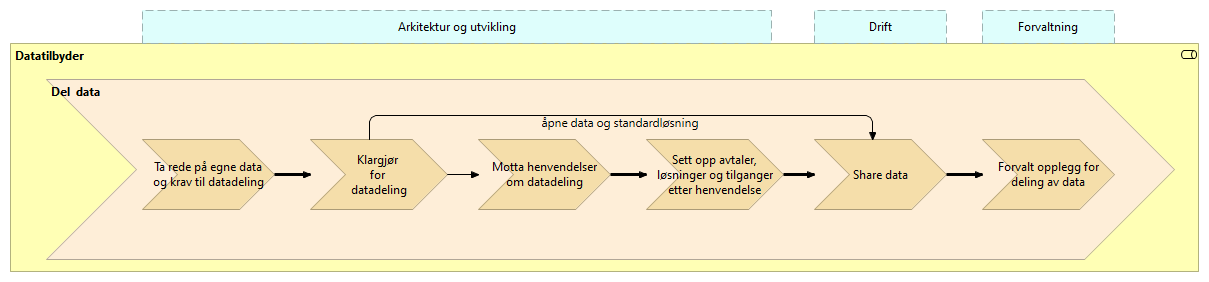 Arkitektur og utvikling
Drift
Forvaltning
Datatilbyder
Del data
åpne data og standardløsning
Ta rede på egne data
og krav til datadeling
Klargjør
for
datadeling
Motta henvendelser
om datadeling
Sett opp avtaler,
løsninger og tilganger
etter henvendelse
Share data
Forvalt opplegg for
deling av data